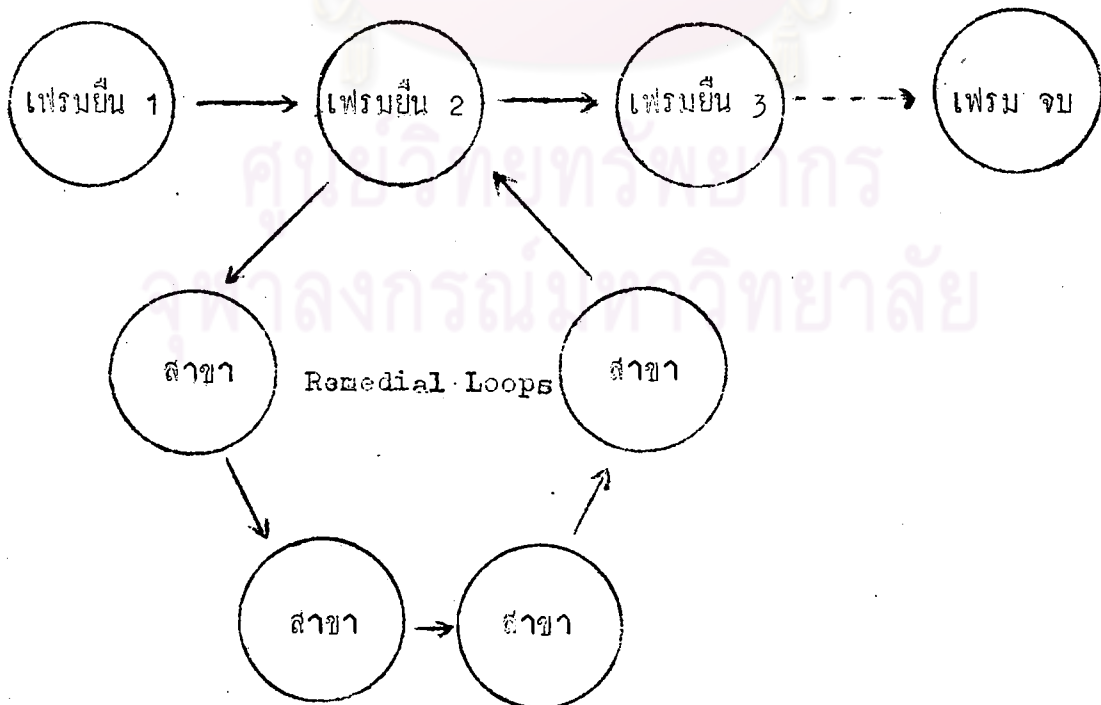 เฟรมยืน 1
เฟรมยืน 2
เฟรมยืน 3
เฟรม จบ
ศูนย์วิทยทรัพยากร
จุฬาลงกรณ์มหาวิทยาลัย
สาขา
Remedial Loops
สาขา
สาขา
สาขา